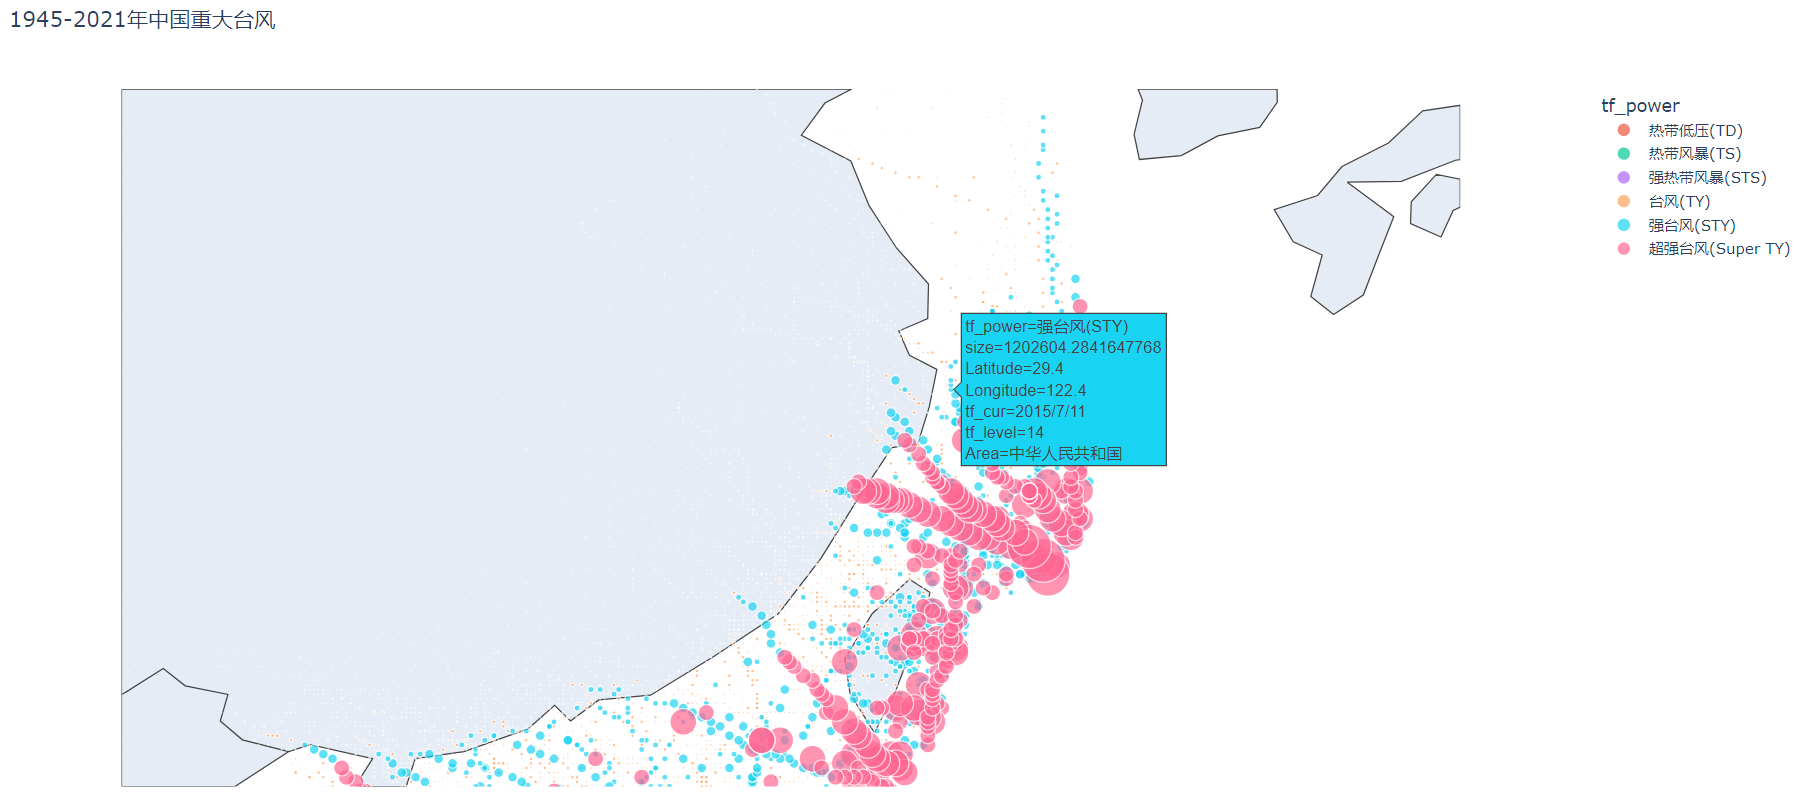 1945-2021年中国重大台风
tf_power
热带低压(TD)
热带风暴(TS)
强热带风暴(STS)
台风(TY)
强台风(STY)
超强台风(Super TY)
tf_power=强台风(STY)
size=1202604.2841647768
Latitude=29.4
Longitude=122.4
tf_cur=2015/7/11
tf_level=14
Area=中华人民共和国